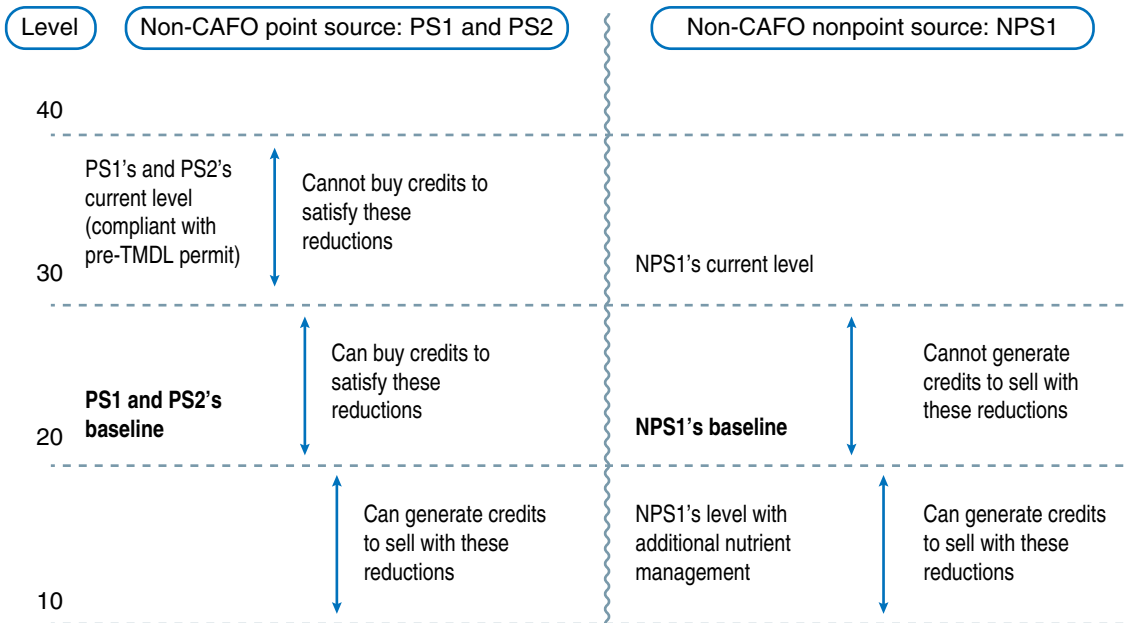 Level
Non-CAFO point source: PS1 and PS2
Non-CAFO nonpoint source: NPS1
40
PS1’s and PS2’s
current level
(compliant with
pre-TMDL permit)
Cannot buy credits to
satisfy these
reductions
30
NPS1’s current level
Can buy credits to
satisfy these
reductions
PS1 and PS2’s
baseline
Cannot generate
credits to sell with
these reductions
20
NPS1’s baseline
Can generate credits
to sell with these
reductions
NPS1’s level with
additional nutrient
management
Can generate credits
to sell with these
reductions
10